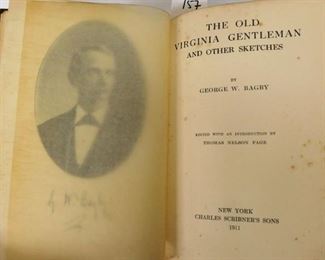 157
THE OLD
VIRGINIA GENTLEMAN
AND OTHER SKETCHES
BY
GEORGE W. BAGBY
EDITED WITH AN INTRODUCTION BY
THOMAS NELSON PAGE
NEW YORK
CHARLES SCRIBNER'S SONS
1911